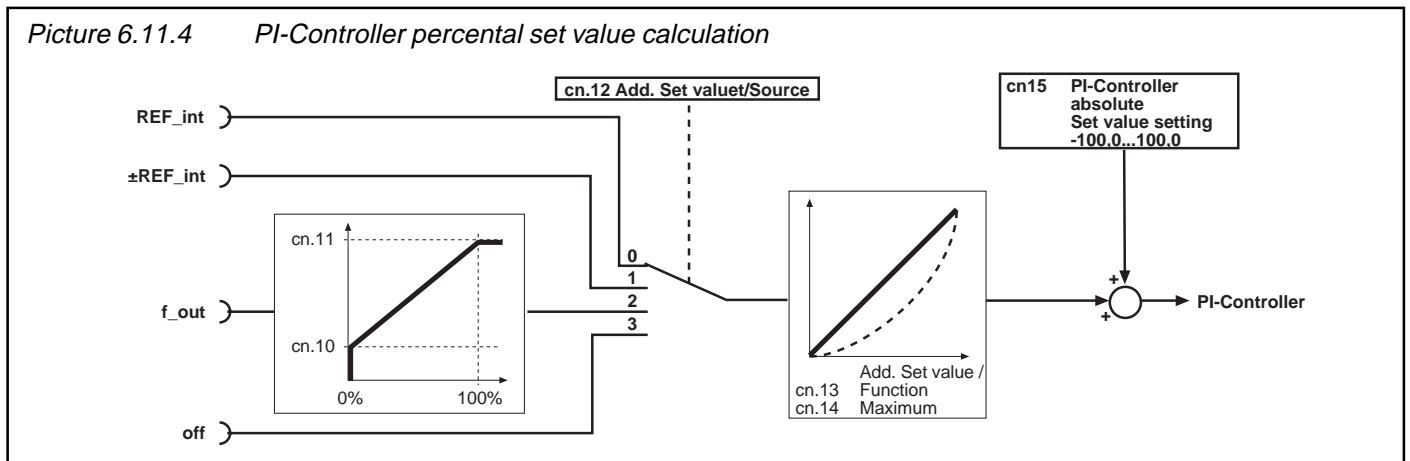 Picture 6.11.4 PI-Controller percental set value calculation
cn.12 Add. Set valuet/Source
cn15 PI-Controller
absolute
Set value setting
-100,0...100,0
REF_int
±REF_int
cn.11
cn.10
0% 100%
f_out
off
0
1
2
3
Add. Set value /
cn.13 Function
cn.14 Maximum
+
+
PI-Controller